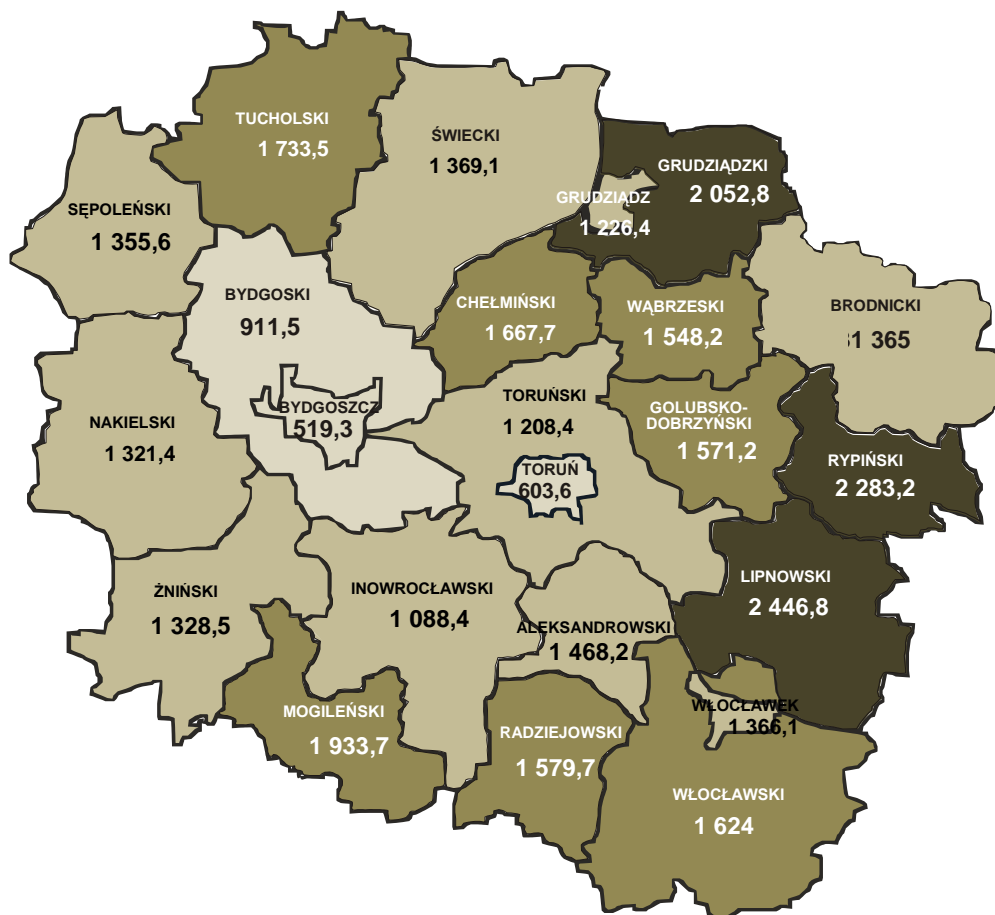 TUCHOLSKI
1 733,5
ŚWIECKI
1 369,1
GRUDZIĄDZKI
2 052,8
GRUDZIĄDZ
1 226,4
SĘPOLEŃSKI
1 355,6
BYDGOSKI
911,5
CHEŁMIŃSKI
1 667,7
WĄBRZESKI
1 548,2
BRODNICKI
1 365
NAKIELSKI
1 321,4
BYDGOSZCZ
519,3
TORUŃSKI
1 208,4
GOLUBSKO-
DOBRZYŃSKI
1 571,2
RYPIŃSKI
2 283,2
TORUŃ
603,6
ŻNIŃSKI
1 328,5
INOWROCŁAWSKI
1 088,4
ALEKSANDROWSKI
1 468,2
LIPNOWSKI
2 446,8
MOGILEŃSKI
1 933,7
RADZIEJOWSKI
1 579,7
WŁOCŁAWEK
1 366,1
WŁOCŁAWSKI
1 624